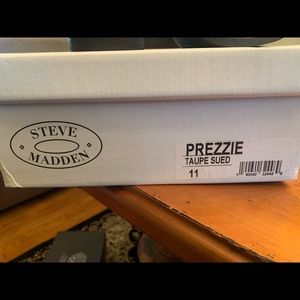 STEVE
MADDEN
PREZZIE
TAUPE SUED
11